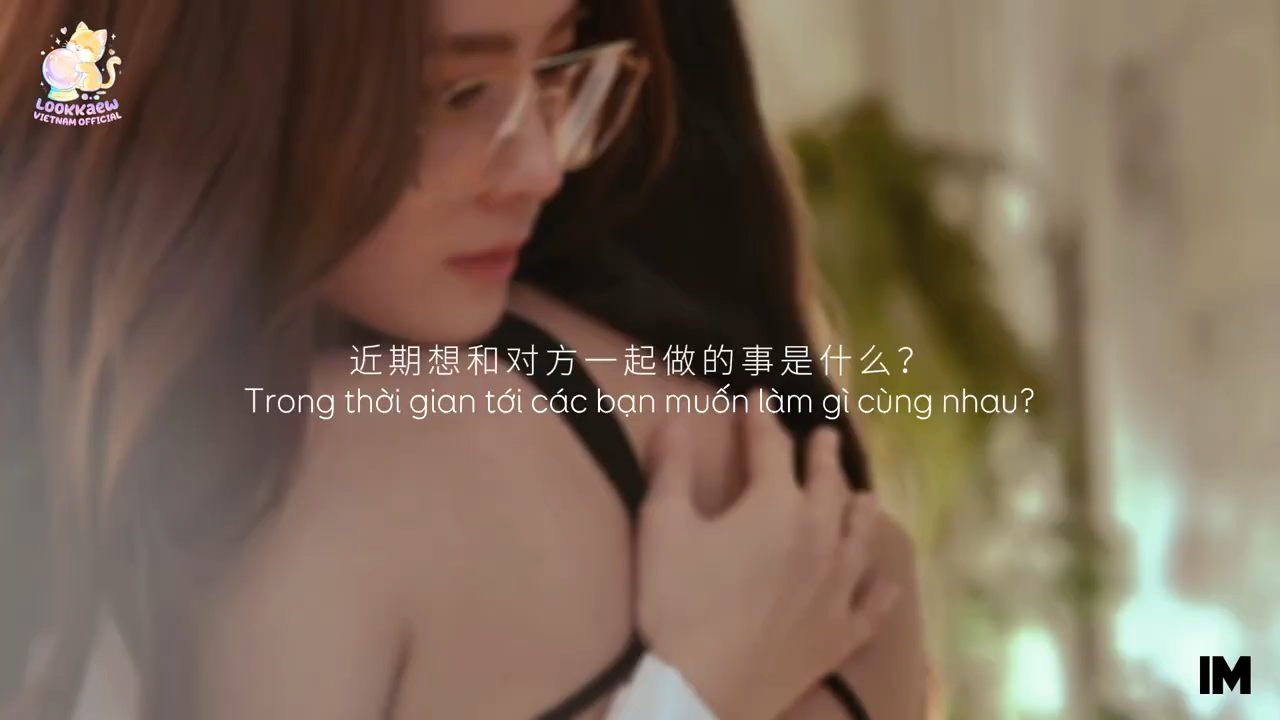 LOOKKAEW
VIETNAM OFFICIAL
近期想和对方一起做的事是什么？
Trong thời gian tới các bạn muốn làm gì cùng nhau?
IM